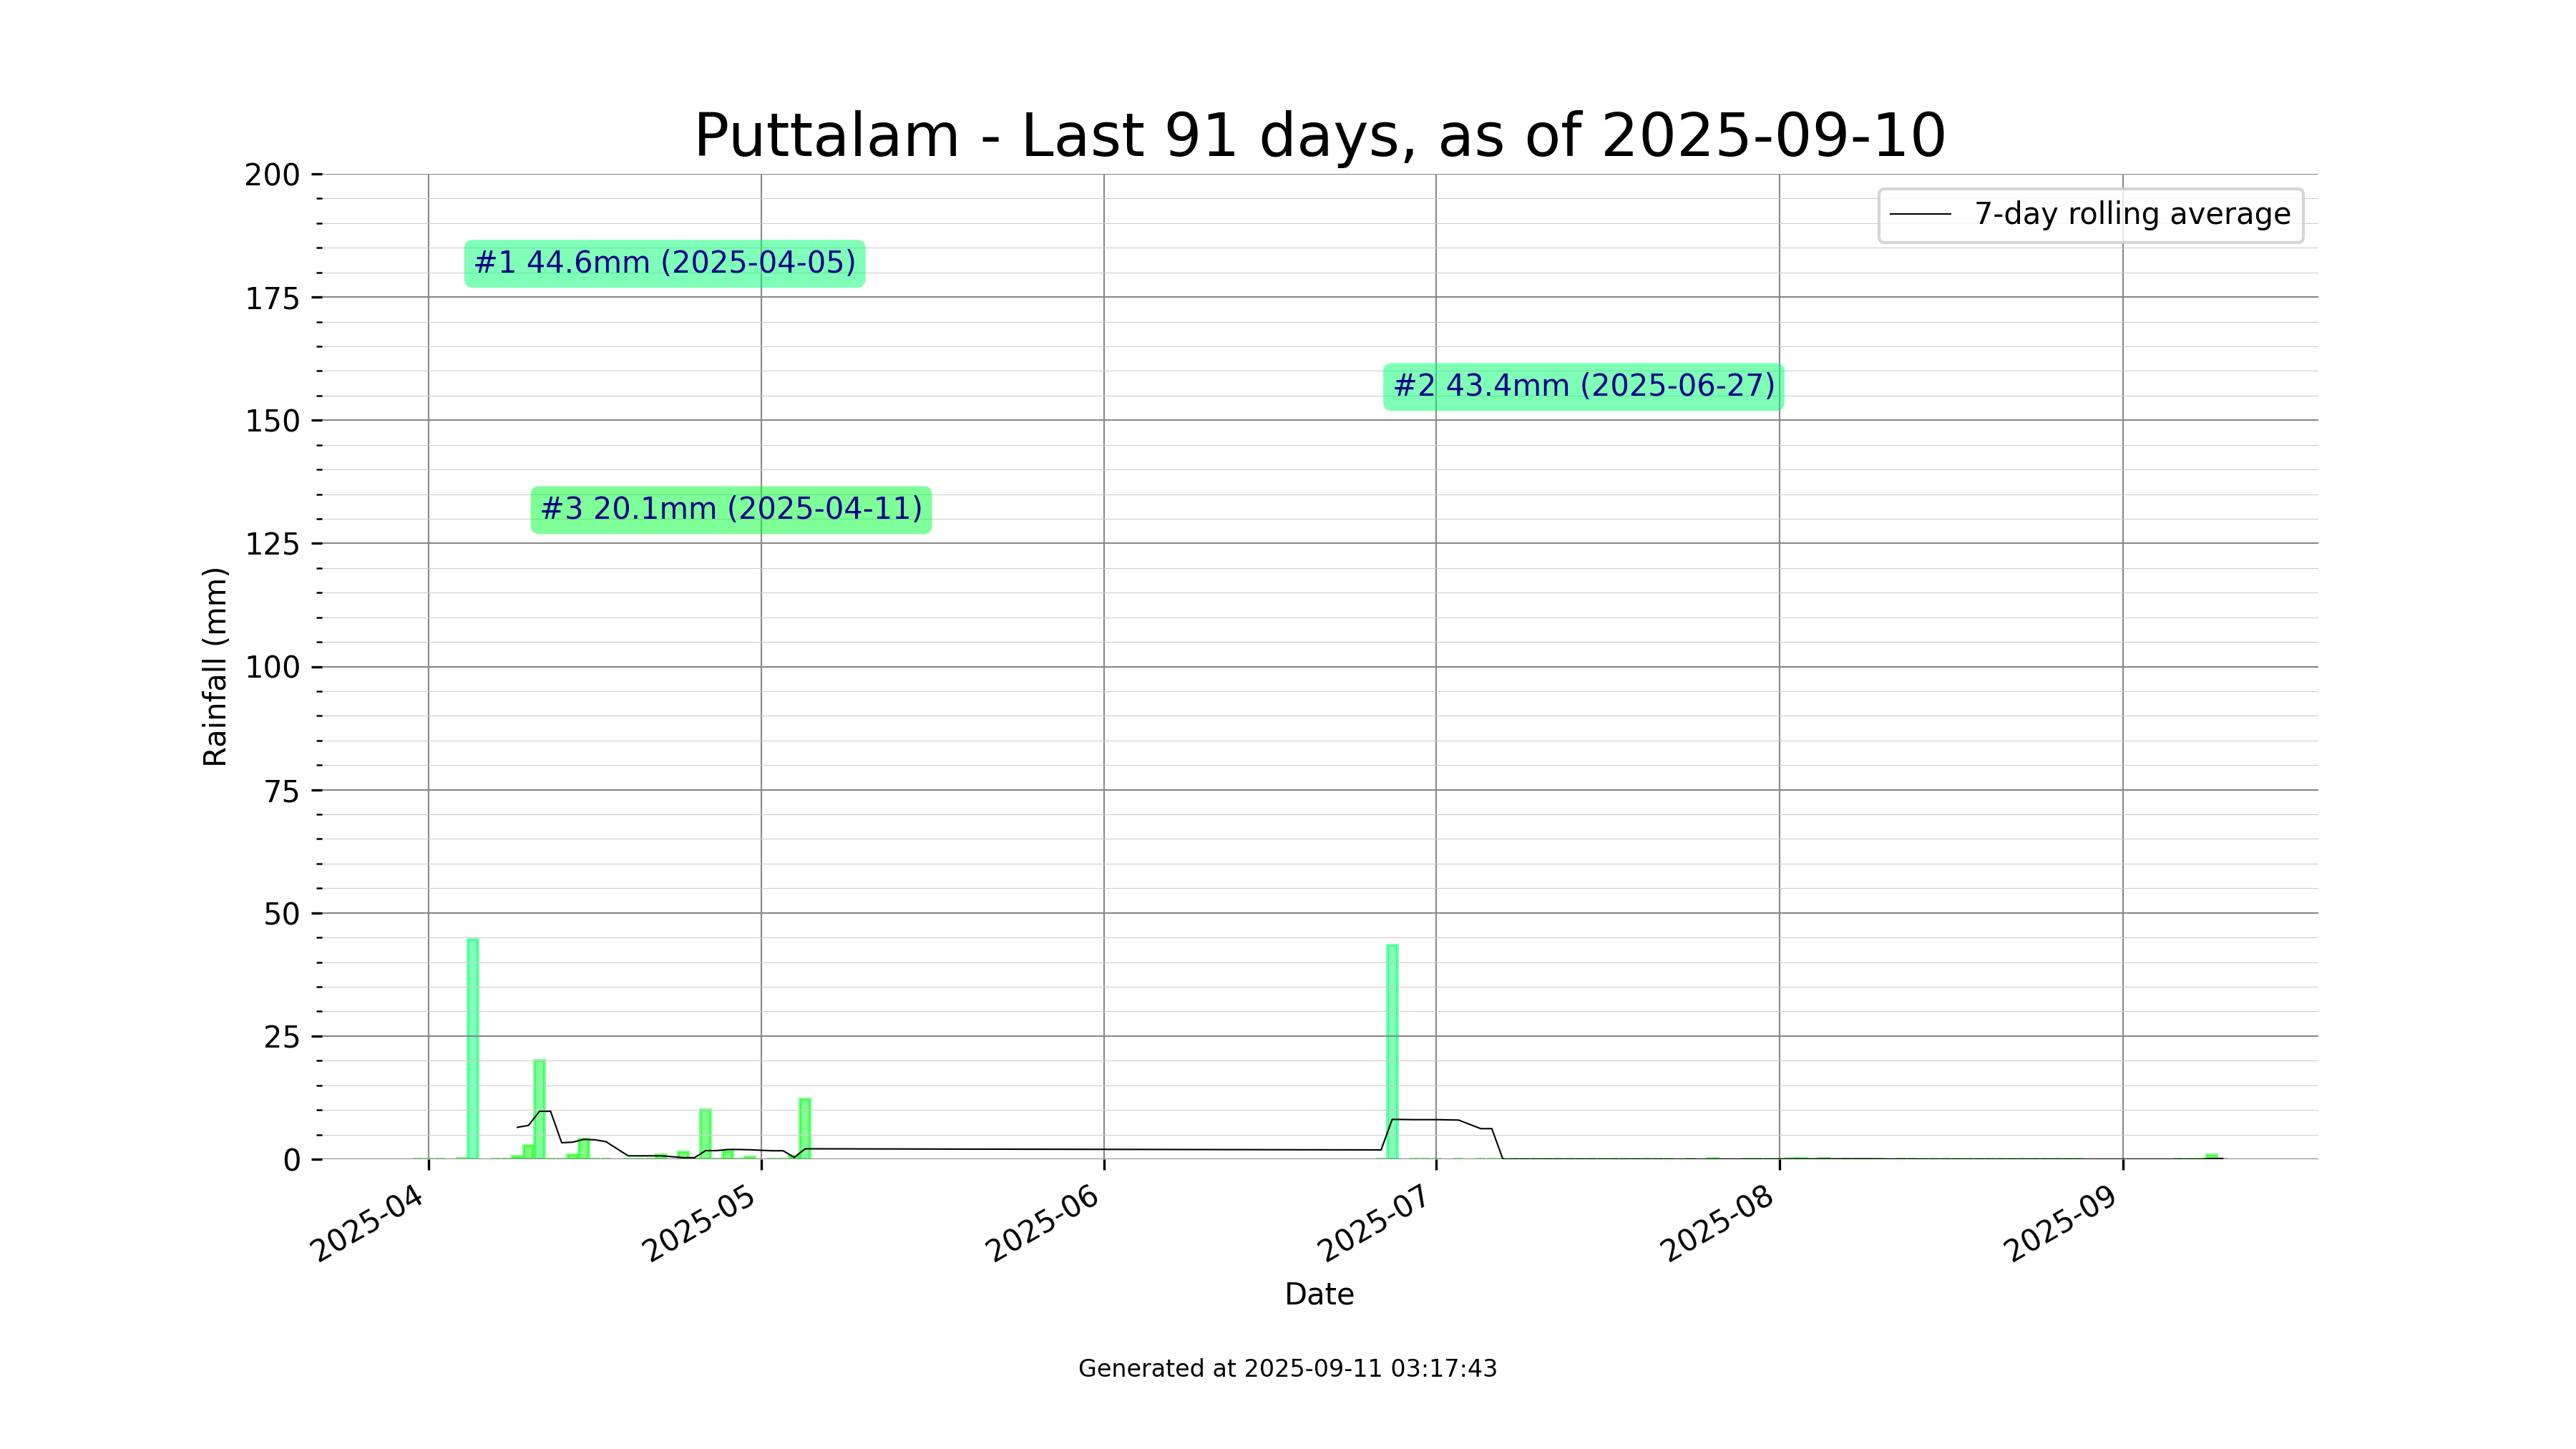 Puttalam - Last 91 days, as of 2025-09-10
7-day rolling average
#1 44.6mm (2025-04-05)
#2 43.4mm (2025-06-27)
#3 20.1mm (2025-04-11)
Rainfall (mm)
200
175
150
125
100
75
50
25
0
2025-04
2025-05
2025-06
2025-07
2025-08
2025-09
Date
Generated at 2025-09-11 03:17:43